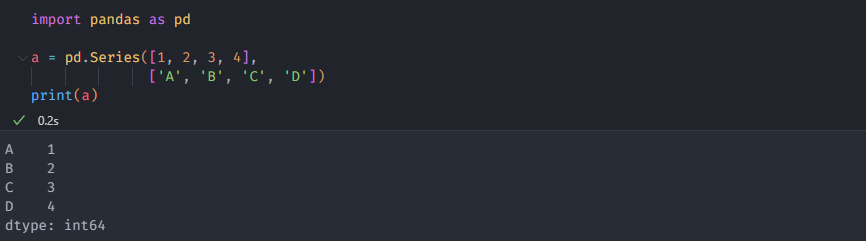 import pandas as pd
a = pd.Series([1, 2, 3, 4],
['A', 'B', 'C', 'D'])
print(a)
0.2s
A    1
B    2
C    3
D    4
dtype: int64